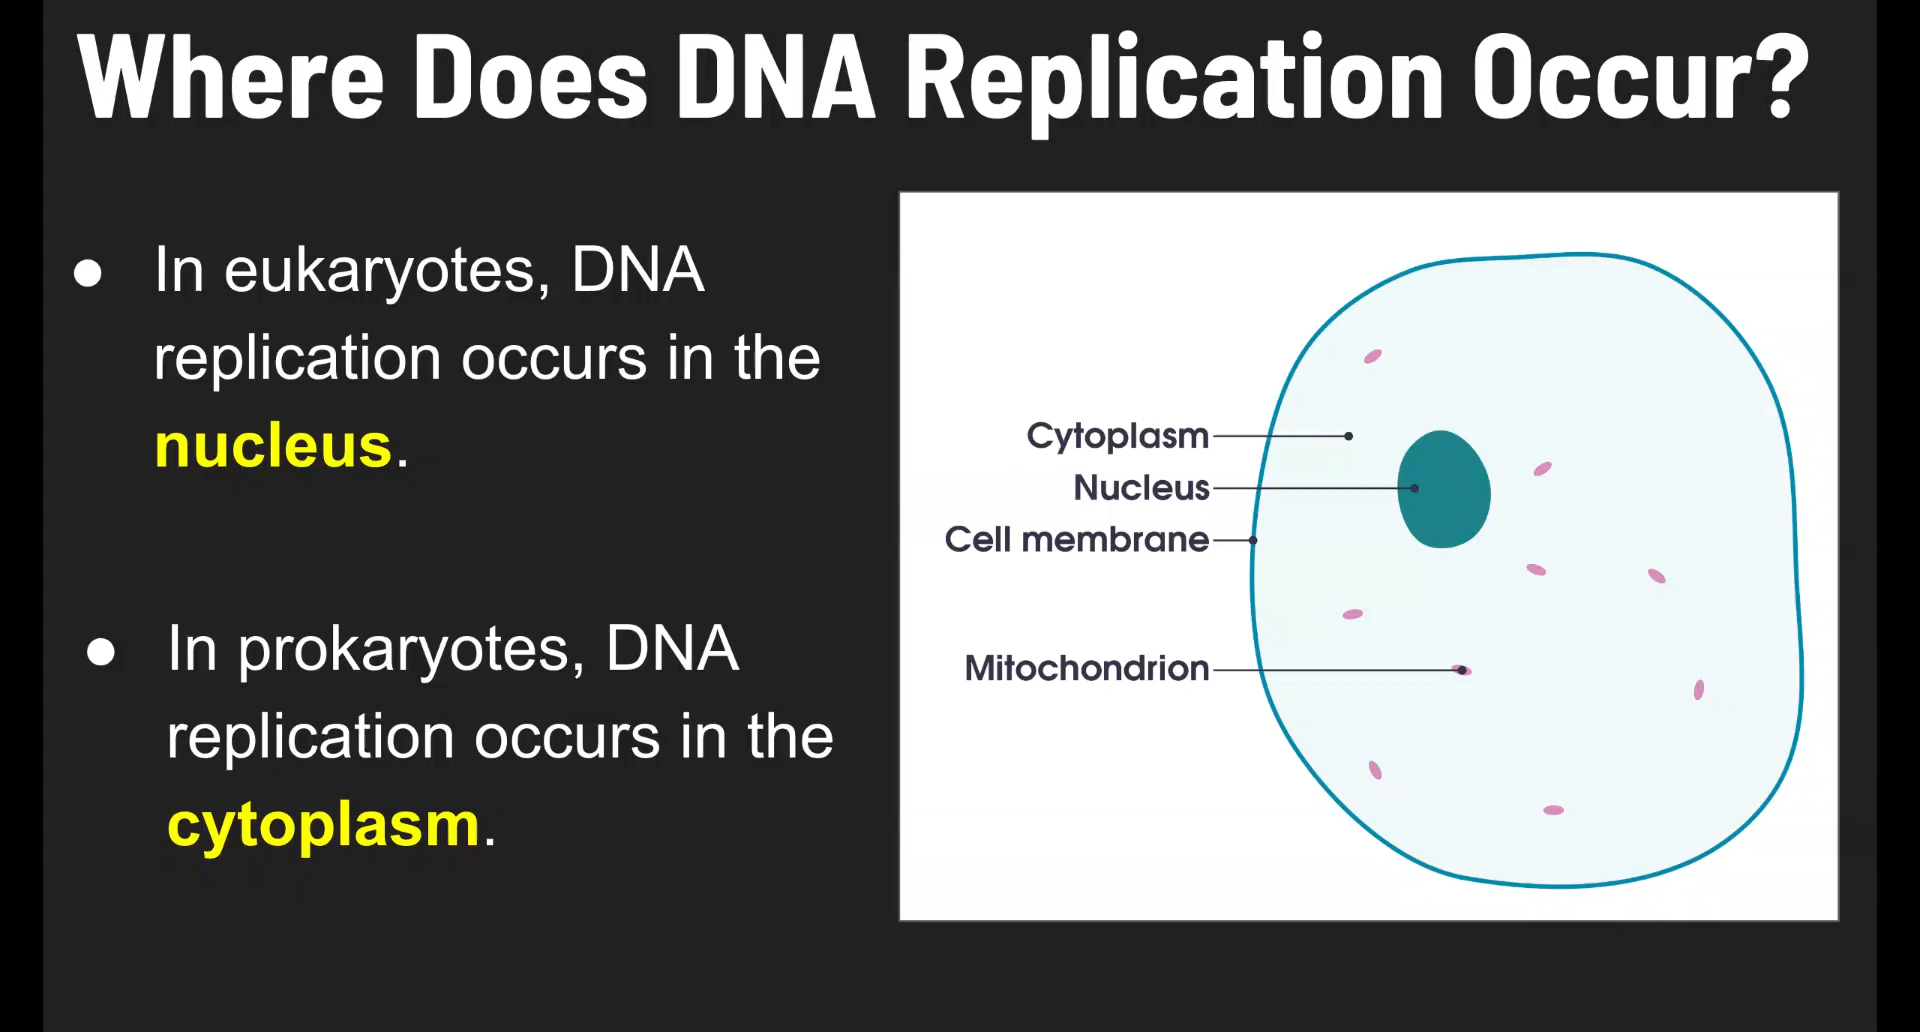 Where Does DNA Replication Occur?
● In eukaryotes, DNA
replication occurs in the
nucleus.
● In prokaryotes, DNA
replication occurs in the
cytoplasm.
Cytoplasm
Nucleus
Cell membrane
Mitochondrion